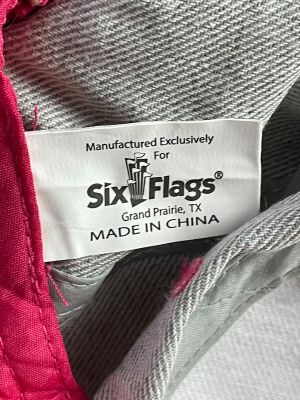 Manufactured Exclusively
For
Six Flags®
Grand Prairie, TX
MADE IN CHINA